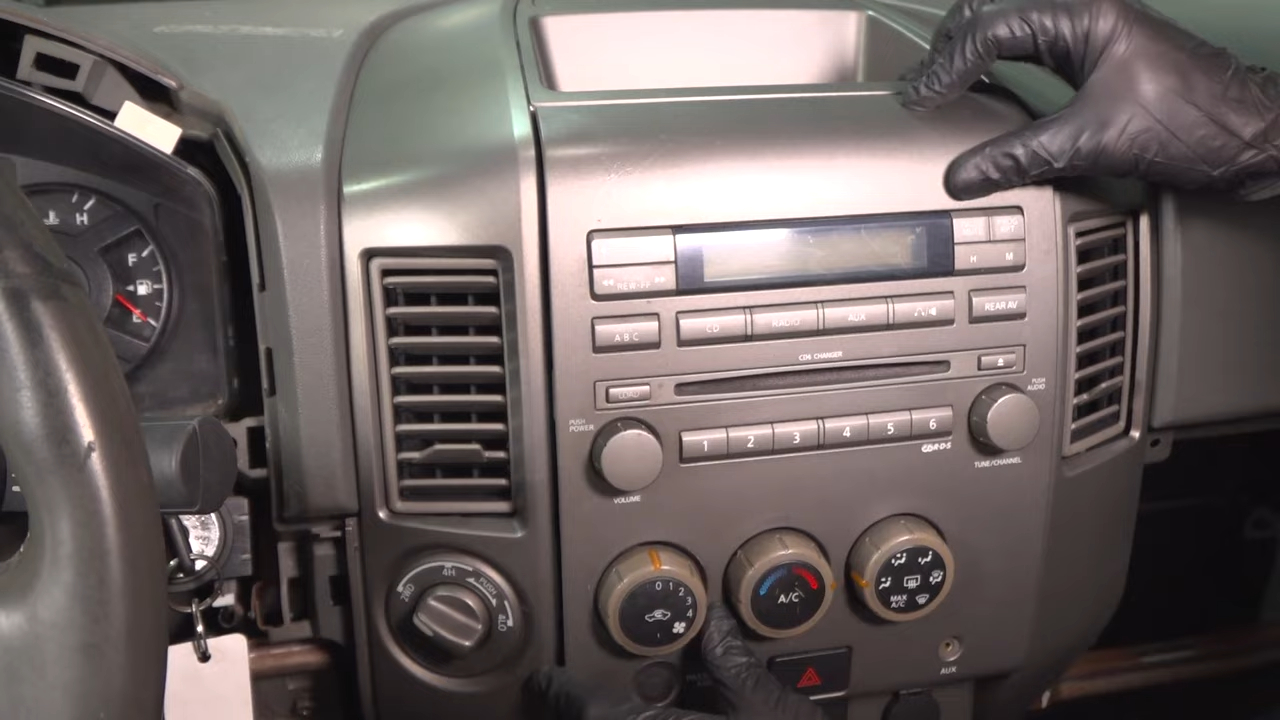 H
F
E
REW·FF
H M
A B C
CD RADIO AUX
REAR AV
CD6 CHANGER
LOAD
PUSH
AUDIO
PUSH
POWER
1 2 3 4 5 6
R·D·S
VOLUME
TUNE/CHANNEL
2WD 4H PUSH 4LO
0 1 2 3 4
A/C
MAX
A/C
AUX